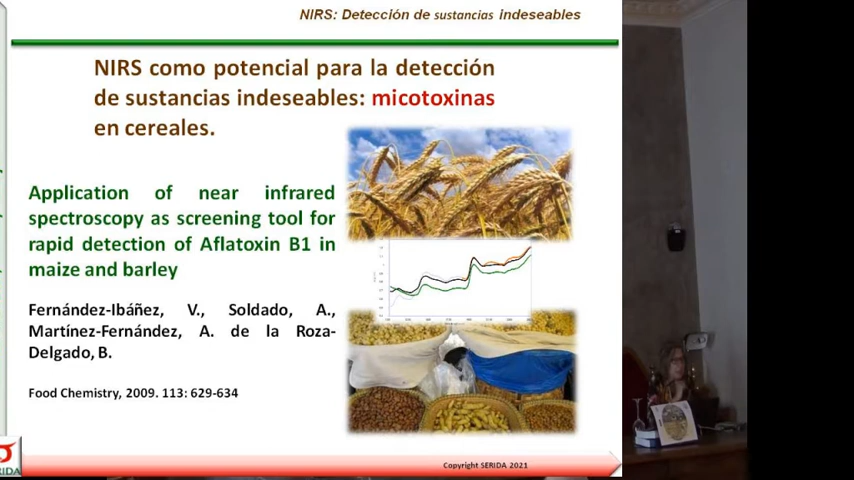 NIRS: Detección de sustancias indeseables
NIRS como potencial para la detección
de sustancias indeseables: micotoxinas
en cereales.
Application of near infrared
spectroscopy as screening tool for
rapid detection of Aflatoxin B1 in
maize and barley
Fernández-Ibáñez, V., Soldado, A.,
Martínez-Fernández, A. de la Roza-
Delgado, B.
Food Chemistry, 2009. 113: 629-634
Copyright SERIDA 2021